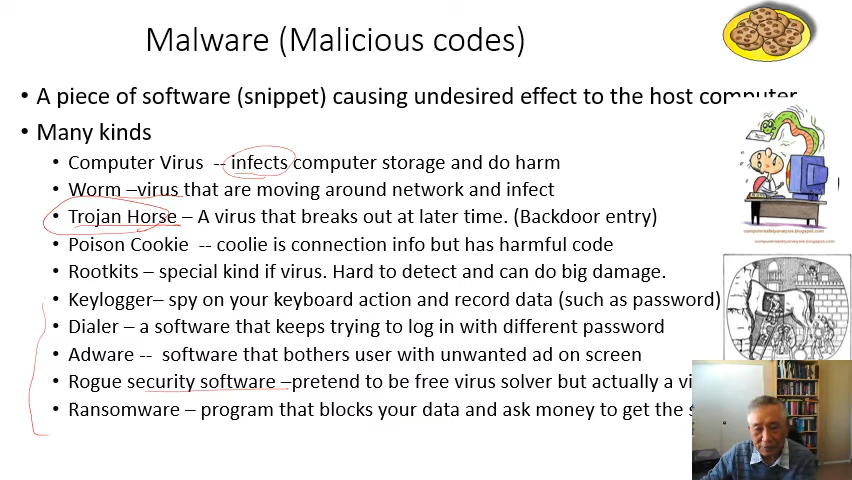 Malware (Malicious codes)
• A piece of software (snippet) causing undesired effect to the host computer
• Many kinds
• Computer Virus -- infects computer storage and do harm
• Worm –virus that are moving around network and infect
• Trojan Horse – A virus that breaks out at later time. (Backdoor entry)
• Poison Cookie -- coolie is connection info but has harmful code
• Rootkits – special kind if virus. Hard to detect and can do big damage.
• Keylogger– spy on your keyboard action and record data (such as password)
• Dialer – a software that keeps trying to log in with different password
• Adware -- software that bothers user with unwanted ad on screen
• Rogue security software –pretend to be free virus solver but actually a vi
• Ransomware – program that blocks your data and ask money to get the s
computersafetyanalysis.blogspot.com
computersafetyanalysis.blogspot.com